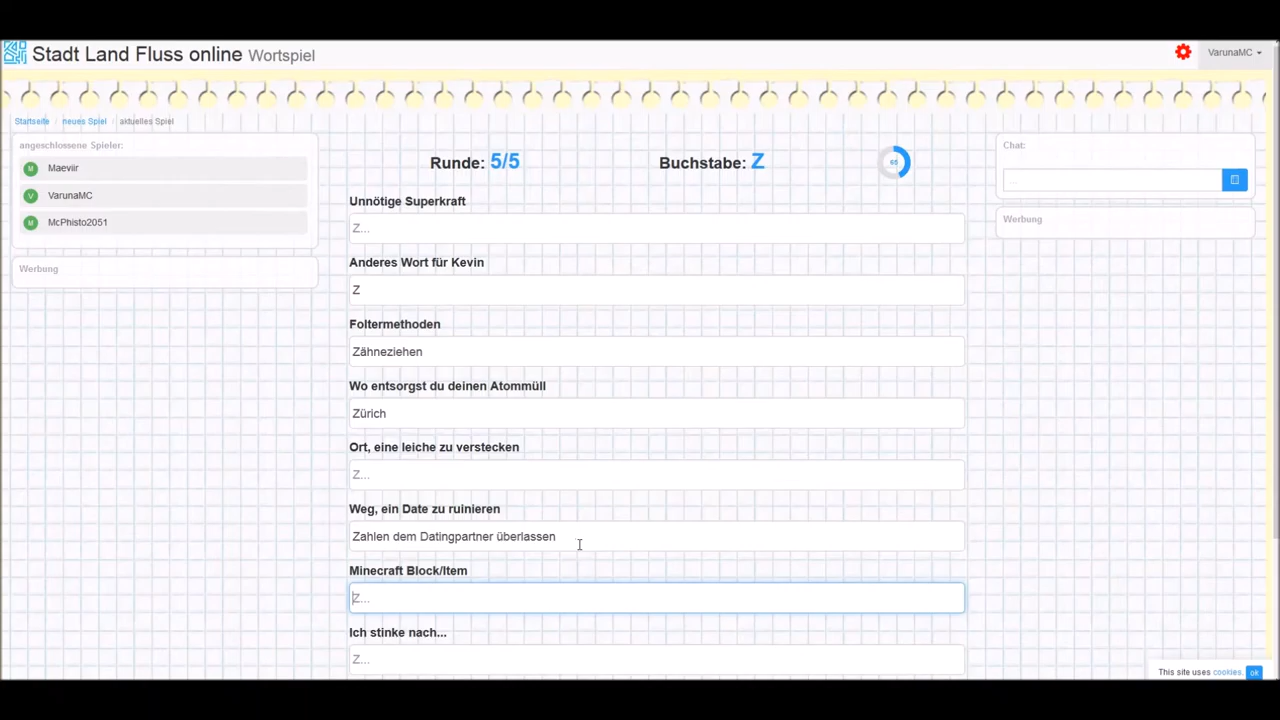 Stadt Land Fluss online Wortspiel
VarunaMC
Startseite / neues Spiel / aktuelles Spiel
angeschlossene Spieler:
M Maeviir
V VarunaMC
M McPhisto2051
Werbung
Runde: 5/5
Buchstabe: Z
Unnötige Superkraft
Z...
Anderes Wort für Kevin
Z
Foltermethoden
Zähneziehen
Wo entsorgst du deinen Atommüll
Zürich
Ort, eine leiche zu verstecken
Z...
Weg, ein Date zu ruinieren
Zahlen dem Datingpartner überlassen
Minecraft Block/Item
Z...
Ich stinke nach...
Z...
Chat:
...
Werbung
This site uses cookies. ok